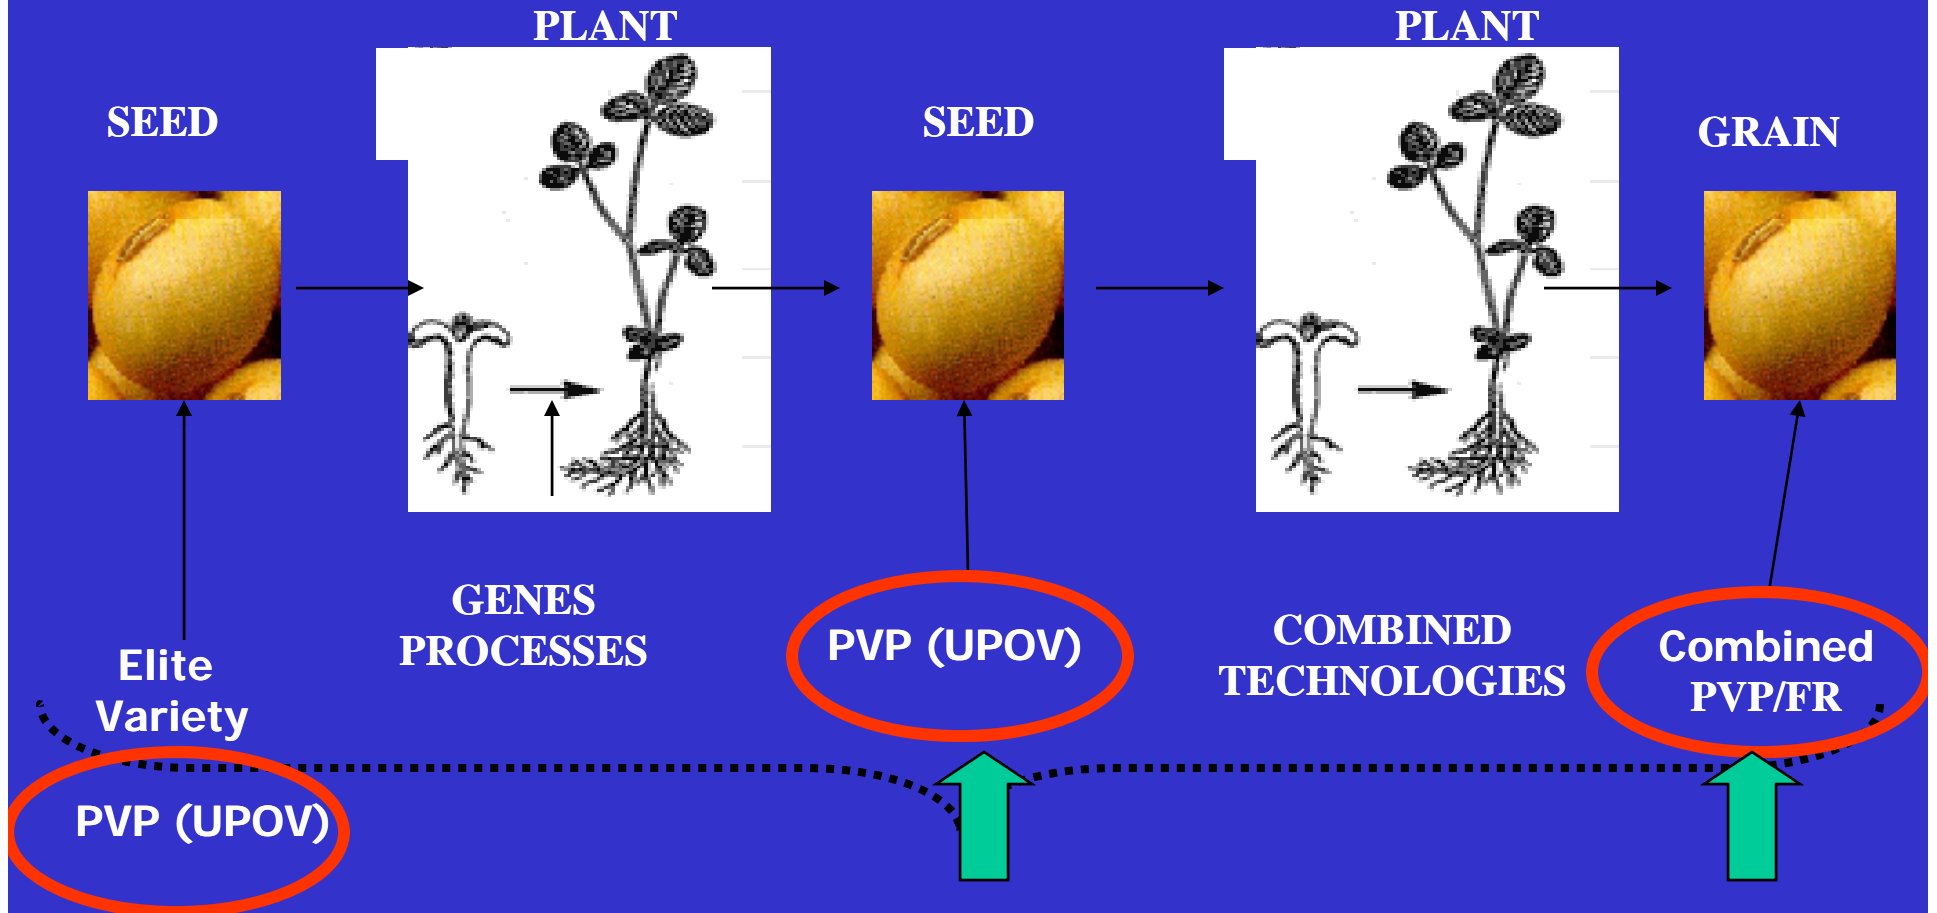 PLANT
PLANT
SEED
SEED
GRAIN
GENES
PROCESSES
PVP (UPOV)
COMBINED
TECHNOLOGIES
Combined
PVP/FR
Elite
Variety
PVP (UPOV)